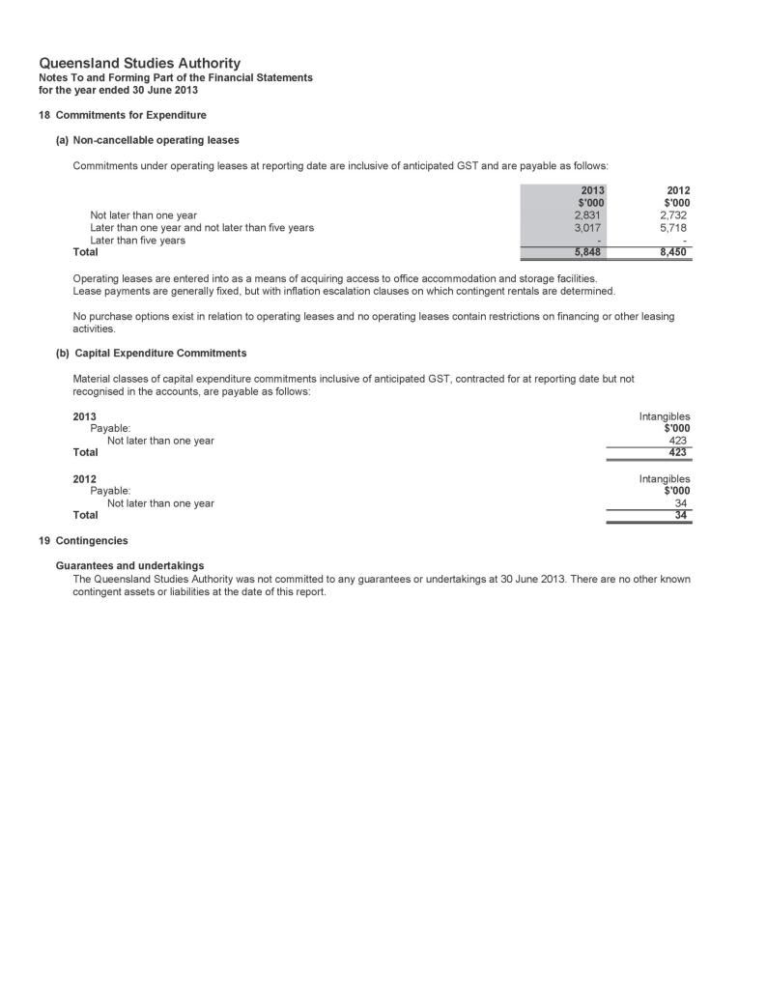 Queensland Studies Authority
Notes To and Forming Part of the Financial Statements
for the year ended 30 June 2013
18 Commitments for Expenditure
(a) Non-cancellable operating leases
Commitments under operating leases at reporting date are inclusive of anticipated GST and are payable as follows:
2013 2012
$'000 $'000
Not later than one year 2,831 2,732
Later than one year and not later than five years 3,017 5,718
Later than five years - -
Total 5,848 8,450
Operating leases are entered into as a means of acquiring access to office accommodation and storage facilities.
Lease payments are generally fixed, but with inflation escalation clauses on which contingent rentals are determined.
No purchase options exist in relation to operating leases and no operating leases contain restrictions on financing or other leasing
activities.
(b) Capital Expenditure Commitments
Material classes of capital expenditure commitments inclusive of anticipated GST, contracted for at reporting date but not
recognised in the accounts, are payable as follows:
2013 Intangibles
Payable: $'000
Not later than one year 423
Total 423
2012 Intangibles
Payable: $'000
Not later than one year 34
Total 34
19 Contingencies
Guarantees and undertakings
The Queensland Studies Authority was not committed to any guarantees or undertakings at 30 June 2013. There are no other known
contingent assets or liabilities at the date of this report.